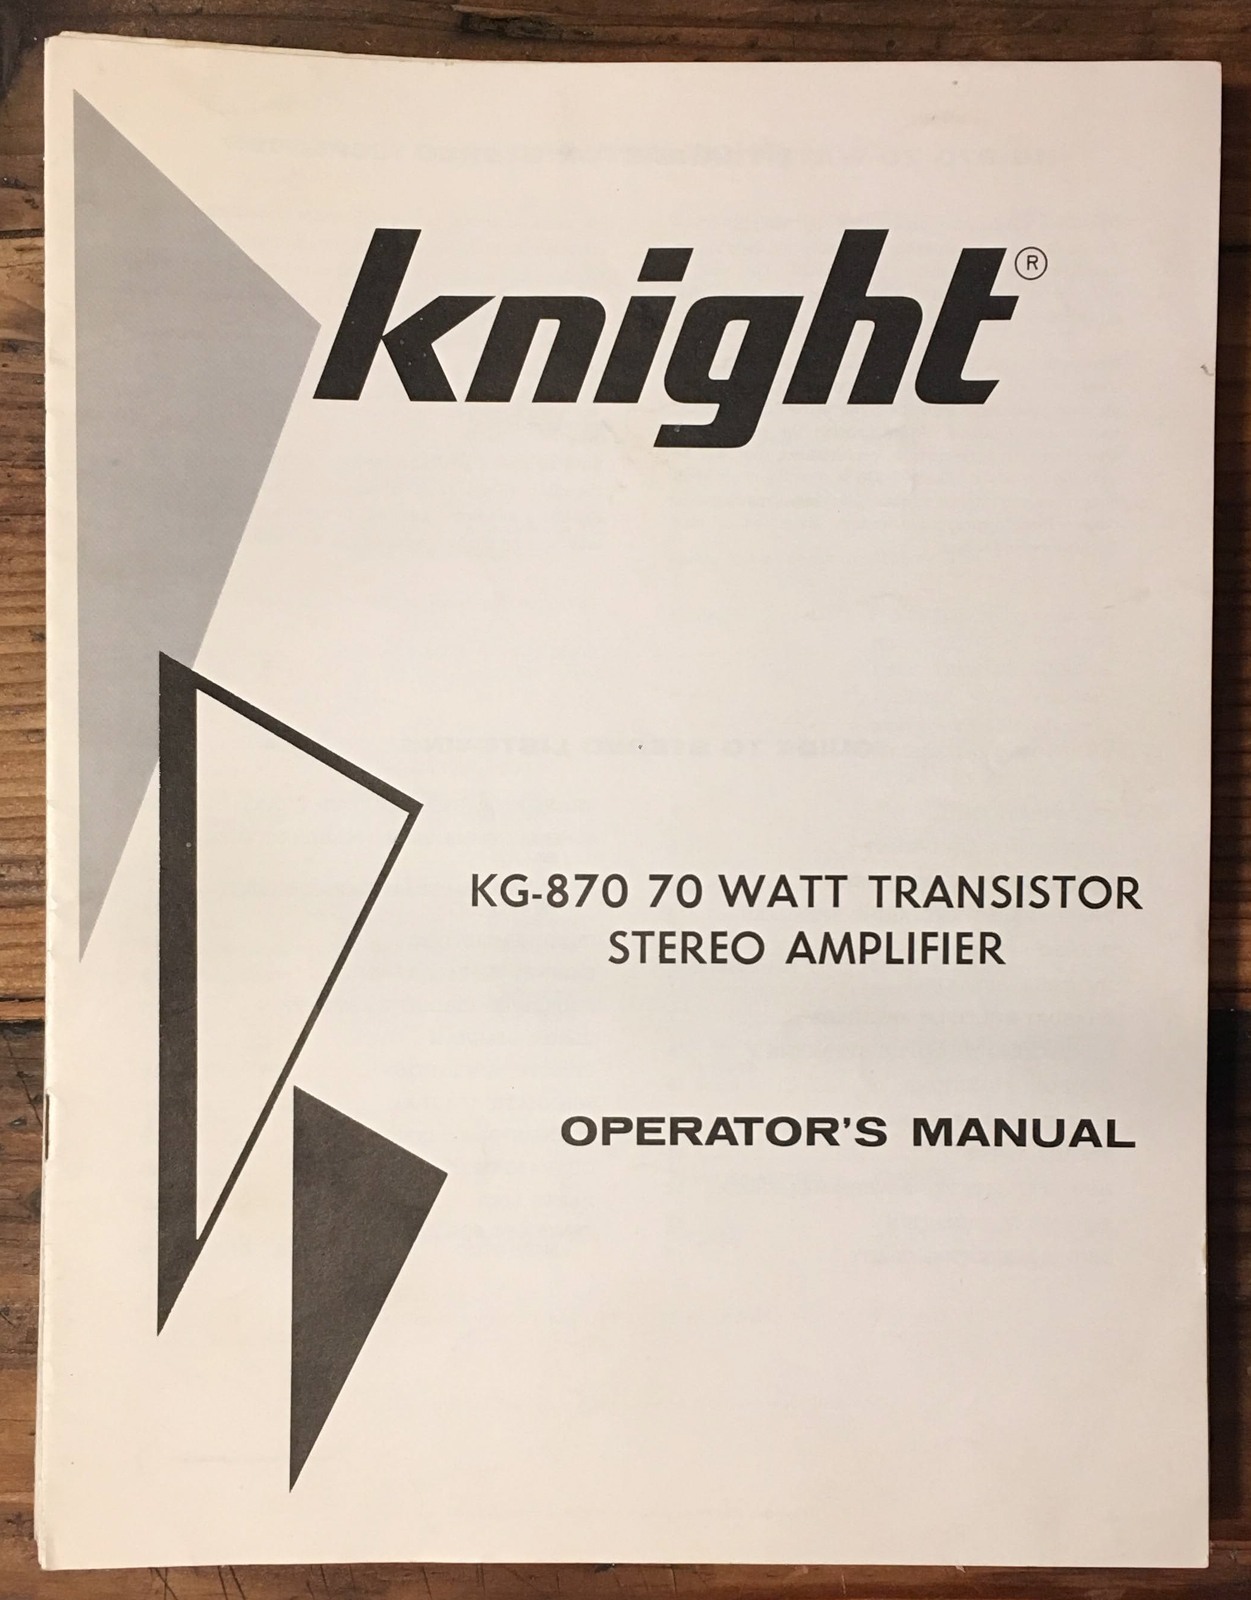 knight®
KG-870 70 WATT TRANSISTOR
STEREO AMPLIFIER
OPERATOR'S MANUAL